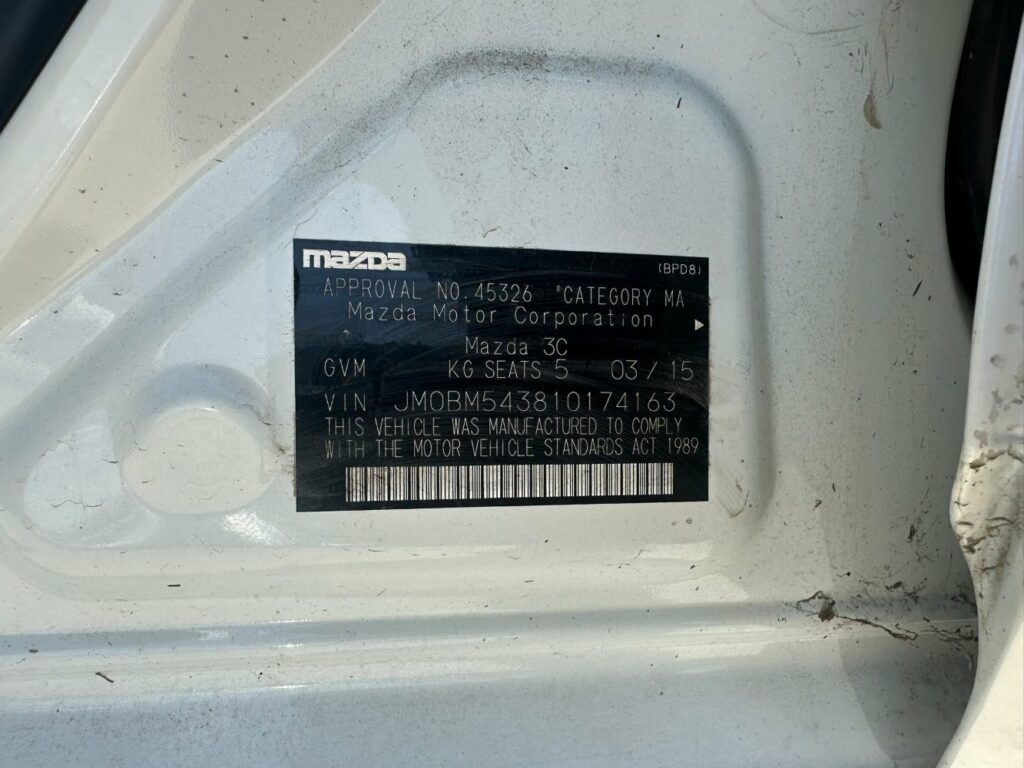 mazda (BPD8)
APPROVAL NO.45326 "CATEGORY MA
Mazda Motor Corporation
Mazda 3C
GVM KG SEATS 5 03/15
VIN JM0BM543810174163
THIS VEHICLE WAS MANUFACTURED TO COMPLY
WITH THE MOTOR VEHICLE STANDARDS ACT 1989